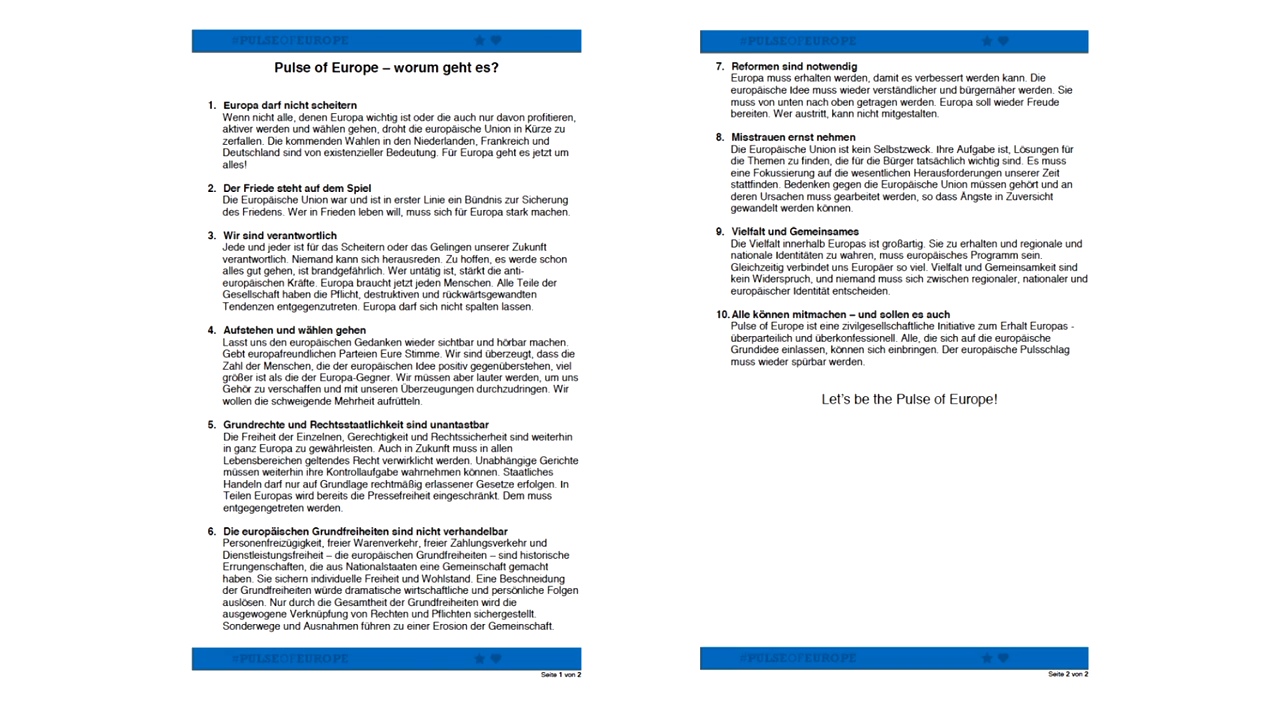 #PULSEOFEUROPE ★ ♥
Pulse of Europe – worum geht es?
1. Europa darf nicht scheitern
Wenn nicht alle, denen Europa wichtig ist oder die auch nur davon profitieren,
aktiver werden und wählen gehen, droht die europäische Union in Kürze zu
zerfallen. Die kommenden Wahlen in den Niederlanden, Frankreich und
Deutschland sind von existenzieller Bedeutung. Für Europa geht es jetzt um
alles!
2. Der Friede steht auf dem Spiel
Die Europäische Union war und ist in erster Linie ein Bündnis zur Sicherung
des Friedens. Wer in Frieden leben will, muss sich für Europa stark machen.
3. Wir sind verantwortlich
Jede und jeder ist für das Scheitern oder das Gelingen unserer Zukunft
verantwortlich. Niemand kann sich herausreden. Zu hoffen, es werde schon
alles gut gehen, ist brandgefährlich. Wer untätig ist, stärkt die anti-
europäischen Kräfte. Europa braucht jetzt jeden Menschen. Alle Teile der
Gesellschaft haben die Pflicht, destruktiven und rückwärtsgewandten
Tendenzen entgegenzutreten. Europa darf sich nicht spalten lassen.
4. Aufstehen und wählen gehen
Lasst uns den europäischen Gedanken wieder sichtbar und hörbar machen.
Gebt europafreundlichen Parteien Eure Stimme. Wir sind überzeugt, dass die
Zahl der Menschen, die der europäischen Idee positiv gegenüberstehen, viel
größer ist als die der Europa-Gegner. Wir müssen aber lauter werden, um uns
Gehör zu verschaffen und mit unseren Überzeugungen durchzudringen. Wir
wollen die schweigende Mehrheit aufrütteln.
5. Grundrechte und Rechtsstaatlichkeit sind unantastbar
Die Freiheit der Einzelnen, Gerechtigkeit und Rechtssicherheit sind weiterhin
in ganz Europa zu gewährleisten. Auch in Zukunft muss in allen
Lebensbereichen geltendes Recht verwirklicht werden. Unabhängige Gerichte
müssen weiterhin ihre Kontrollaufgabe wahrnehmen können. Staatliches
Handeln darf nur auf Grundlage rechtmäßig erlassener Gesetze erfolgen. In
Teilen Europas wird bereits die Pressefreiheit eingeschränkt. Dem muss
entgegengetreten werden.
6. Die europäischen Grundfreiheiten sind nicht verhandelbar
Personenfreizügigkeit, freier Warenverkehr, freier Zahlungsverkehr und
Dienstleistungsfreiheit – die europäischen Grundfreiheiten – sind historische
Errungenschaften, die aus Nationalstaaten eine Gemeinschaft gemacht
haben. Sie sichern individuelle Freiheit und Wohlstand. Eine Beschneidung
der Grundfreiheiten würde dramatische wirtschaftliche und persönliche Folgen
auslösen. Nur durch die Gesamtheit der Grundfreiheiten wird die
ausgewogene Verknüpfung von Rechten und Pflichten sichergestellt.
Sonderwege und Ausnahmen führen zu einer Erosion der Gemeinschaft.
#PULSEOFEUROPE ★ ♥
Seite 1 von 2
#PULSEOFEUROPE ★ ♥
7. Reformen sind notwendig
Europa muss erhalten werden, damit es verbessert werden kann. Die
europäische Idee muss wieder verständlicher und bürgernäher werden. Sie
muss von unten nach oben getragen werden. Europa soll wieder Freude
bereiten. Wer austritt, kann nicht mitgestalten.
8. Misstrauen ernst nehmen
Die Europäische Union ist kein Selbstzweck. Ihre Aufgabe ist, Lösungen für
die Themen zu finden, die für die Bürger tatsächlich wichtig sind. Es muss
eine Fokussierung auf die wesentlichen Herausforderungen unserer Zeit
stattfinden. Bedenken gegen die Europäische Union müssen gehört und an
deren Ursachen muss gearbeitet werden, so dass Ängste in Zuversicht
gewandelt werden können.
9. Vielfalt und Gemeinsames
Die Vielfalt innerhalb Europas ist großartig. Sie zu erhalten und regionale und
nationale Identitäten zu wahren, muss europäisches Programm sein.
Gleichzeitig verbindet uns Europäer so viel. Vielfalt und Gemeinsamkeit sind
kein Widerspruch, und niemand muss sich zwischen regionaler, nationaler und
europäischer Identität entscheiden.
10. Alle können mitmachen – und sollen es auch
Pulse of Europe ist eine zivilgesellschaftliche Initiative zum Erhalt Europas -
überparteilich und überkonfessionell. Alle, die sich auf die europäische
Grundidee einlassen, können sich einbringen. Der europäische Pulsschlag
muss wieder spürbar werden.
Let's be the Pulse of Europe!
#PULSEOFEUROPE ★ ♥
Seite 2 von 2